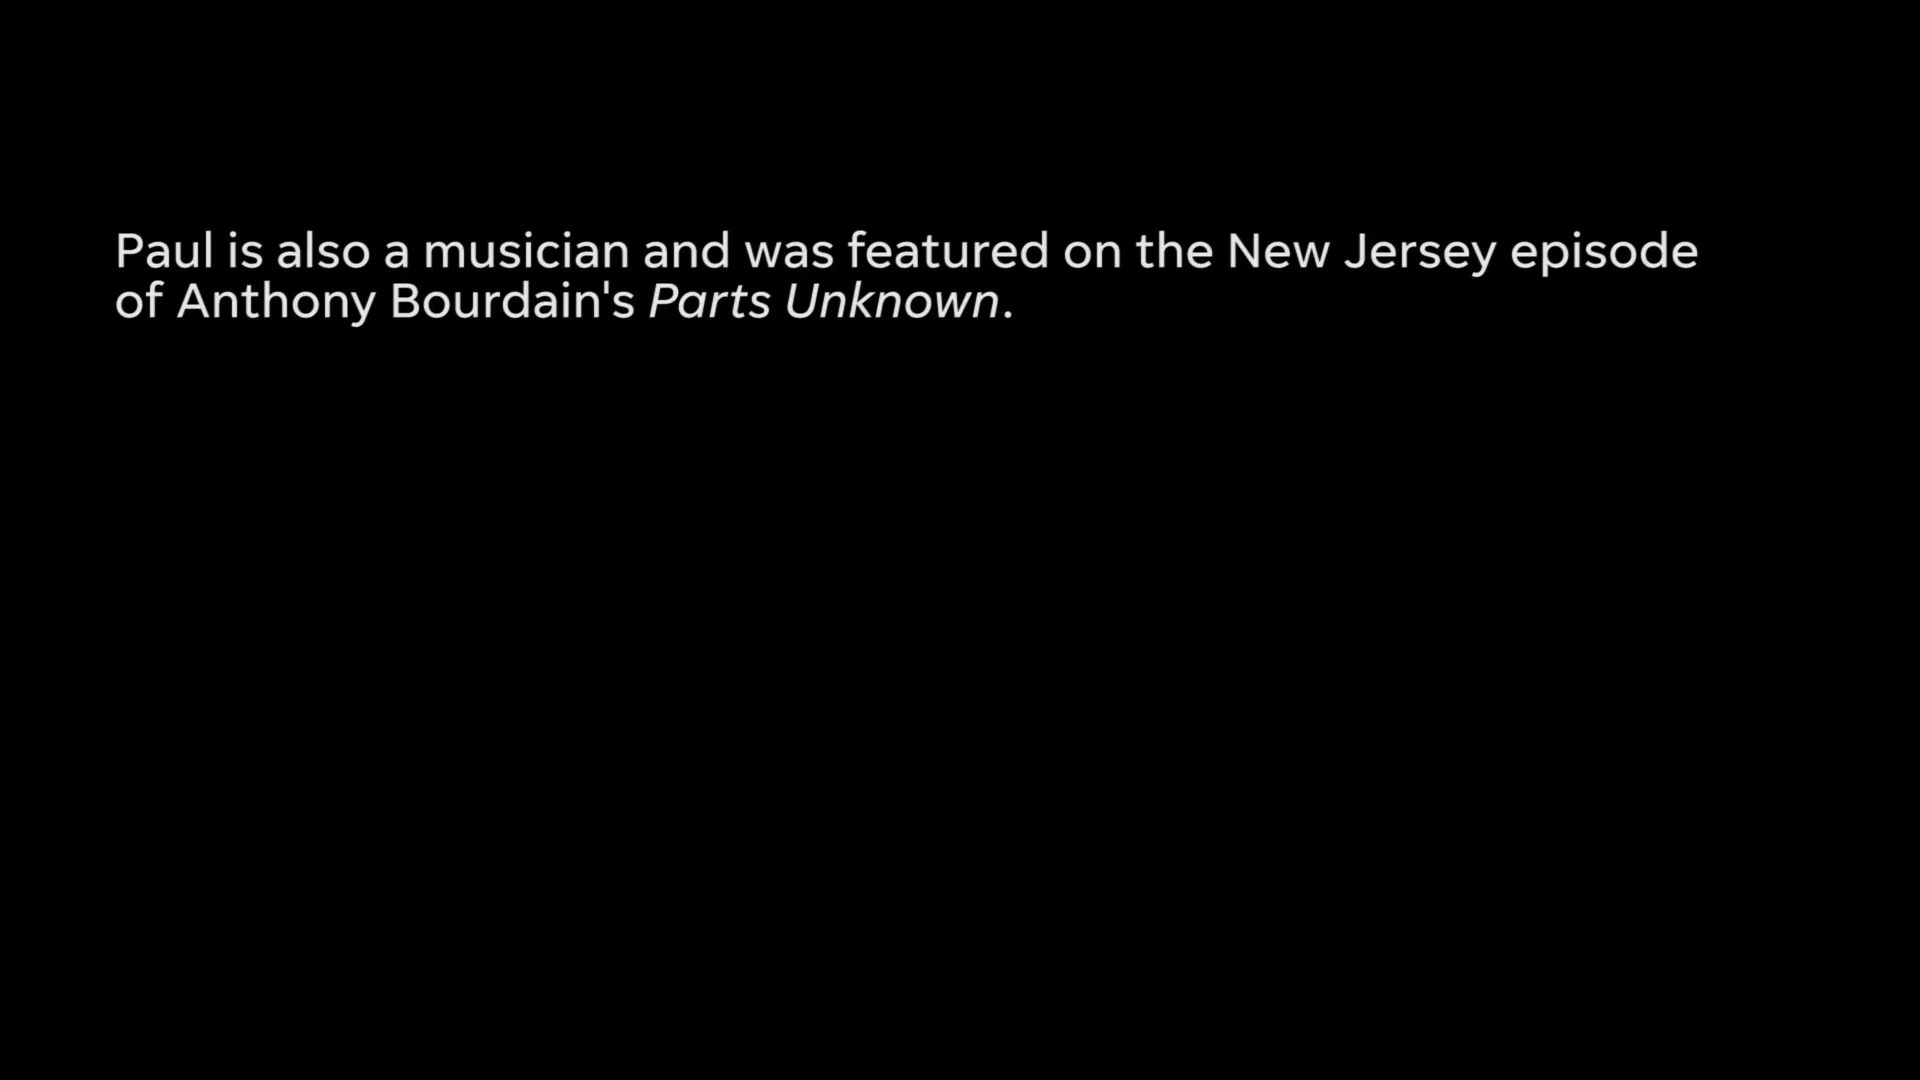 Paul is also a musician and was featured on the New Jersey episode
of Anthony Bourdain's Parts Unknown.